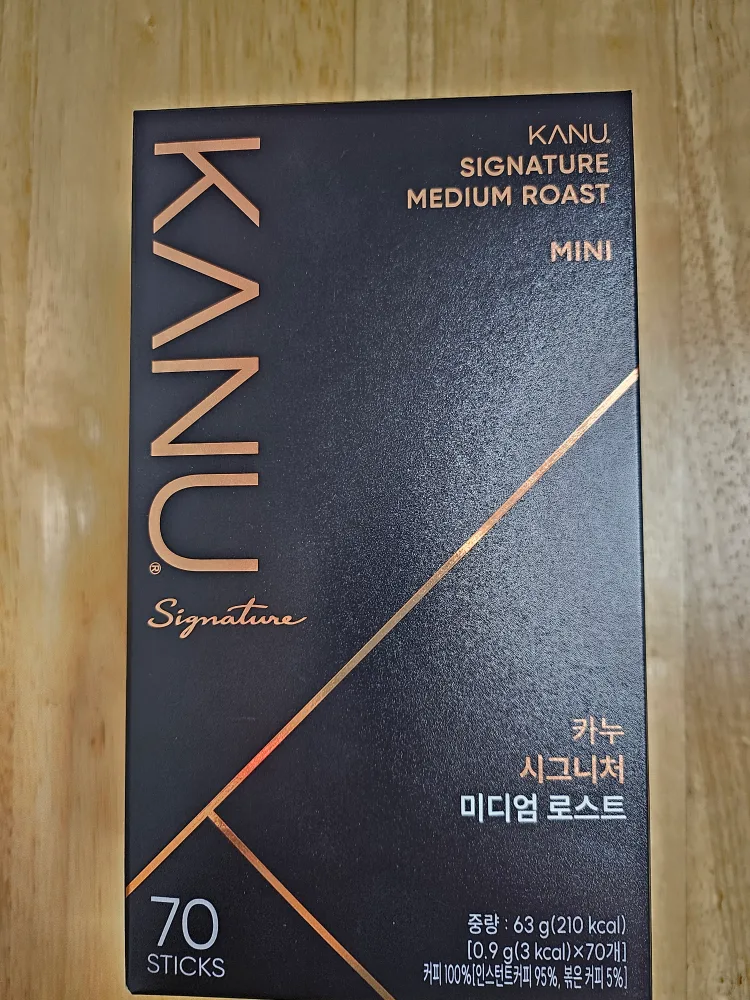 KANU®
Signature
KANU.
SIGNATURE
MEDIUM ROAST
MINI
카누
시그니처
미디엄 로스트
70
STICKS
중량 : 63 g(210 kcal)
[0.9 g(3 kcal)×70개]
커피 100%[인스턴트커피 95%, 볶은 커피 5%]